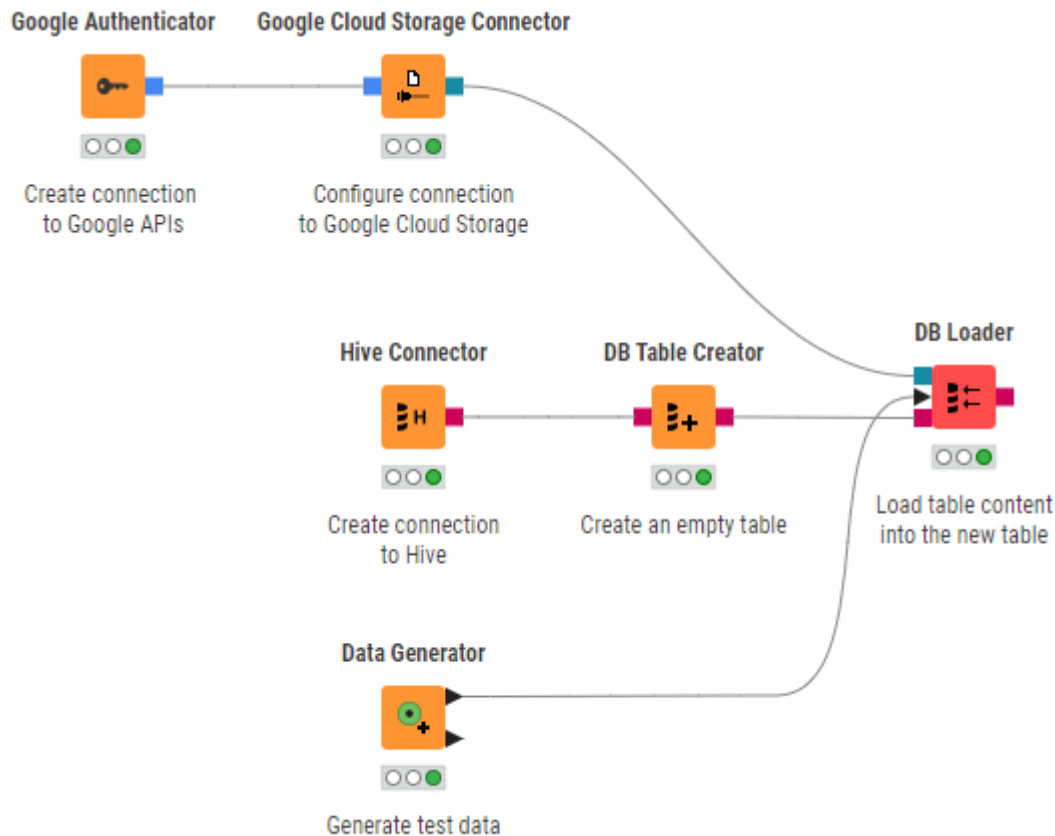 Google Authenticator
Google Cloud Storage Connector
Create connection
to Google APIs
Configure connection
to Google Cloud Storage
Hive Connector
DB Table Creator
DB Loader
H
Create connection
to Hive
Create an empty table
Load table content
into the new table
Data Generator
Generate test data